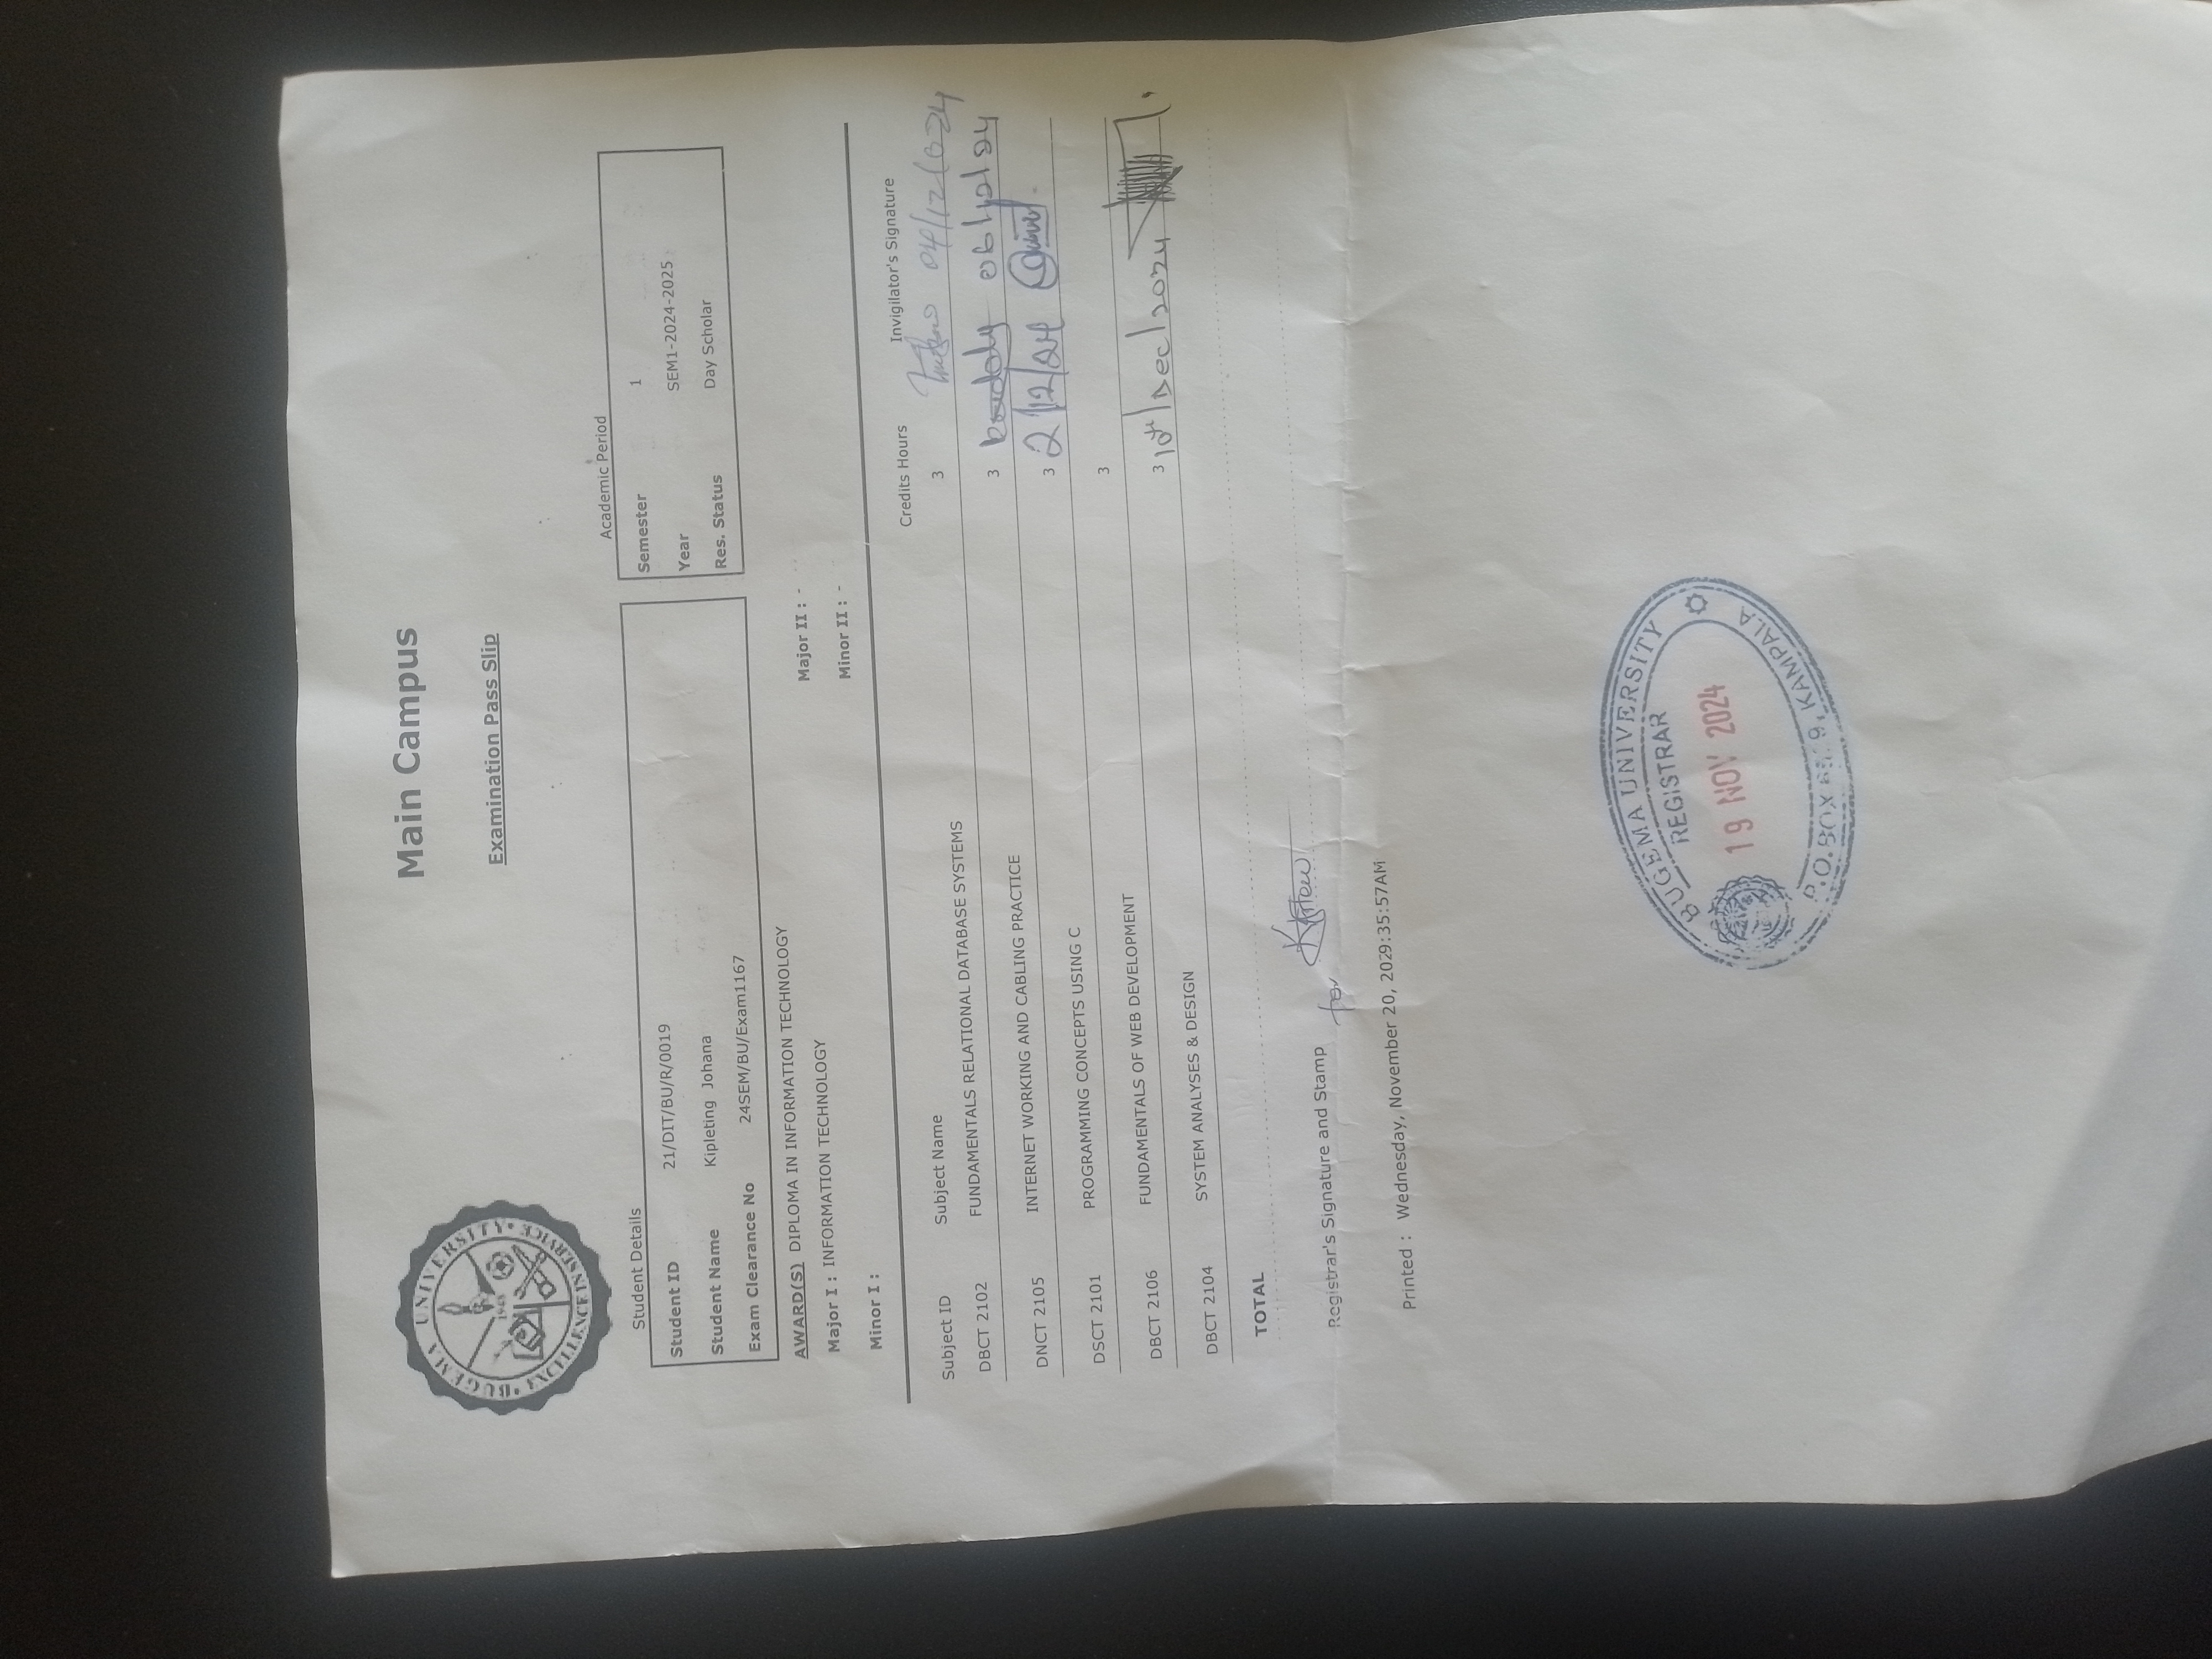 BUGEMA UNIVERSITY
EXCELLENCE IN SERVICE
1948
Main Campus
Examination Pass Slip
Student Details
Student ID 21/DIT/BU/R/0019
Student Name Kipleting Johana
Exam Clearance No 24SEM/BU/Exam1167
Academic Period
Semester 1
Year SEM1-2024-2025
Res. Status Day Scholar
AWARD(S) DIPLOMA IN INFORMATION TECHNOLOGY
Major I : INFORMATION TECHNOLOGY Major II : -
Minor I : Minor II : -
Subject ID Subject Name Credits Hours Invigilator's Signature
DBCT 2102 FUNDAMENTALS RELATIONAL DATABASE SYSTEMS 3 04/12/2024
DNCT 2105 INTERNET WORKING AND CABLING PRACTICE 3 06/12/24
DSCT 2101 PROGRAMMING CONCEPTS USING C 3 2/12/24
DBCT 2106 FUNDAMENTALS OF WEB DEVELOPMENT 3
DBCT 2104 SYSTEM ANALYSES & DESIGN 3 Dec/2024
TOTAL
Registrar's Signature and Stamp for
Printed : Wednesday, November 20, 2029:35:57AM
BUGEMA UNIVERSITY
REGISTRAR
19 NOV 2024
P.O.BOX KAMPALA